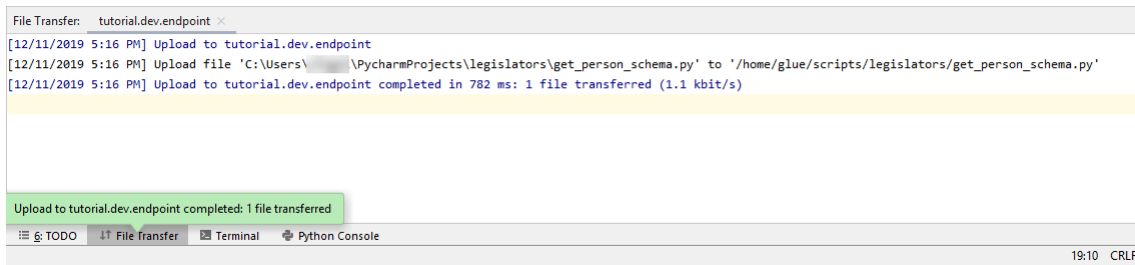 File Transfer: tutorial.dev.endpoint ×
[12/11/2019 5:16 PM] Upload to tutorial.dev.endpoint
[12/11/2019 5:16 PM] Upload file 'C:\Users\ \PycharmProjects\legislators\get_person_schema.py' to '/home/glue/scripts/legislators/get_person_schema.py'
[12/11/2019 5:16 PM] Upload to tutorial.dev.endpoint completed in 782 ms: 1 file transferred (1.1 kbit/s)
Upload to tutorial.dev.endpoint completed: 1 file transferred
6: TODO File Transfer Terminal Python Console
19:10 CRLF